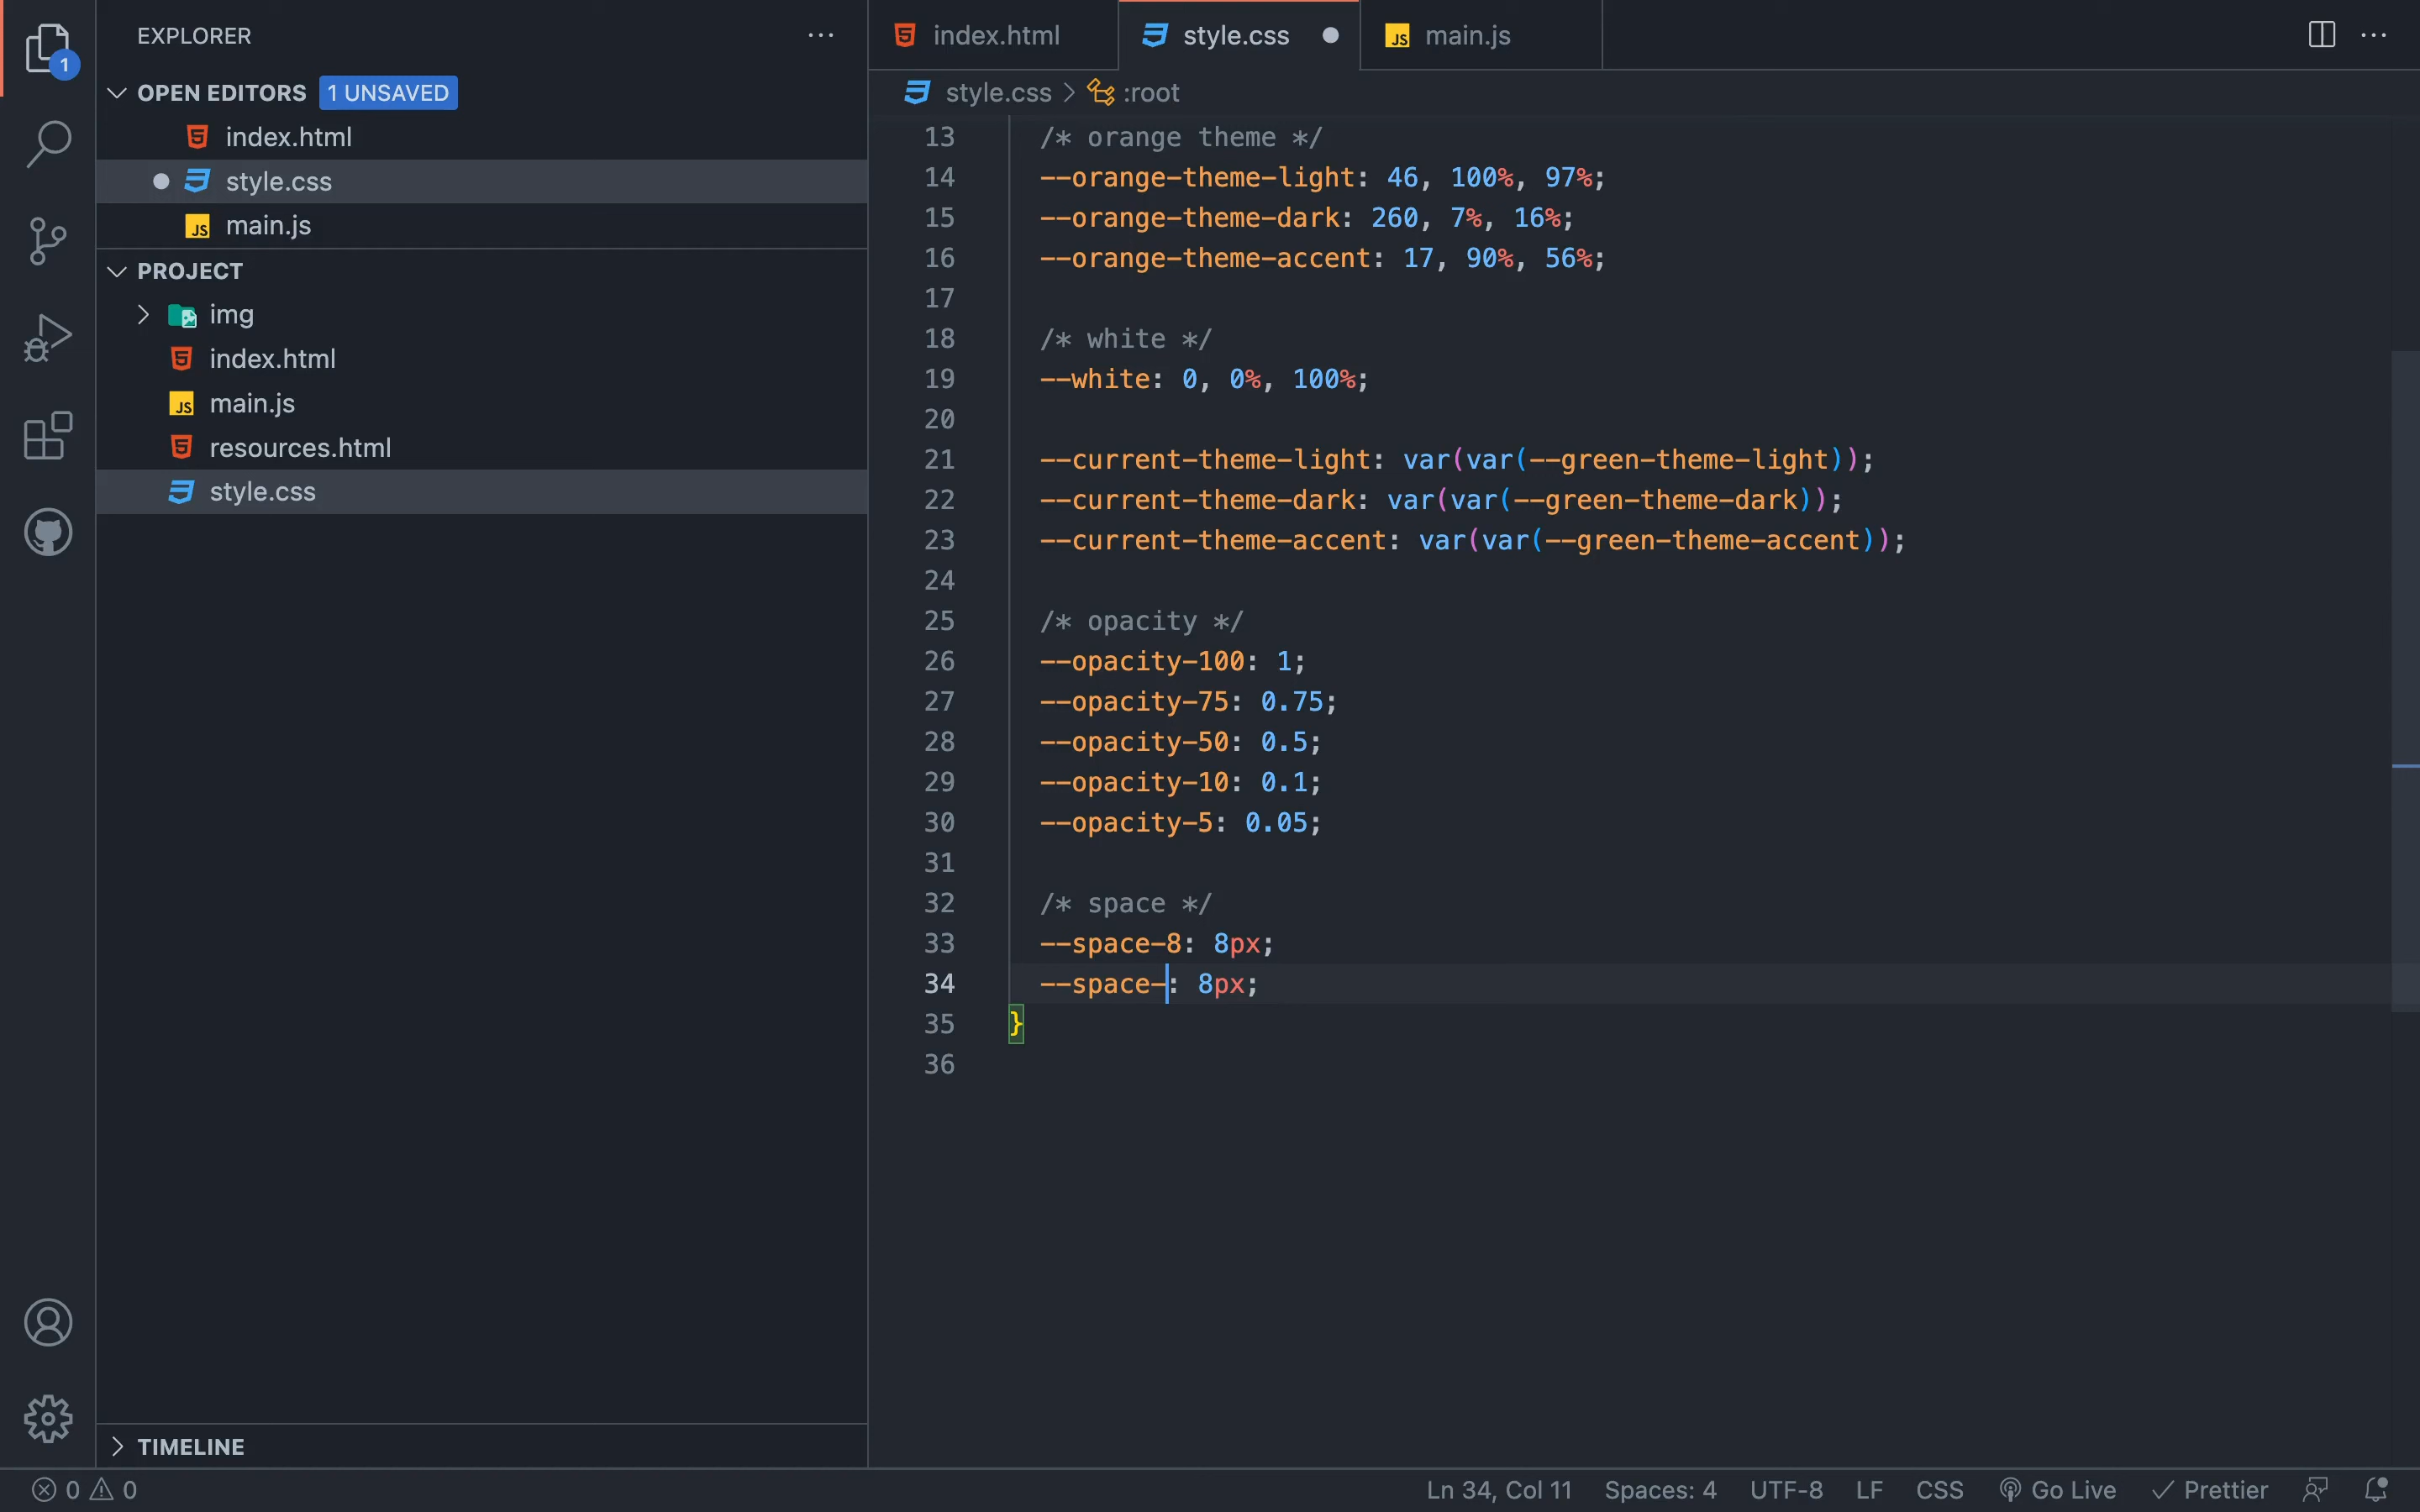 EXPLORER
1
OPEN EDITORS 1 UNSAVED
index.html
style.css
JS main.js
PROJECT
img
index.html
JS main.js
resources.html
style.css
TIMELINE
index.html
style.css
JS main.js
style.css > :root
13 /* orange theme */
14 --orange-theme-light: 46, 100%, 97%;
15 --orange-theme-dark: 260, 7%, 16%;
16 --orange-theme-accent: 17, 90%, 56%;
17
18 /* white */
19 --white: 0, 0%, 100%;
20
21 --current-theme-light: var(var(--green-theme-light));
22 --current-theme-dark: var(var(--green-theme-dark));
23 --current-theme-accent: var(var(--green-theme-accent));
24
25 /* opacity */
26 --opacity-100: 1;
27 --opacity-75: 0.75;
28 --opacity-50: 0.5;
29 --opacity-10: 0.1;
30 --opacity-5: 0.05;
31
32 /* space */
33 --space-8: 8px;
34 --space-: 8px;
35 }
36
0 0 Ln 34, Col 11 Spaces: 4 UTF-8 LF CSS Go Live Prettier